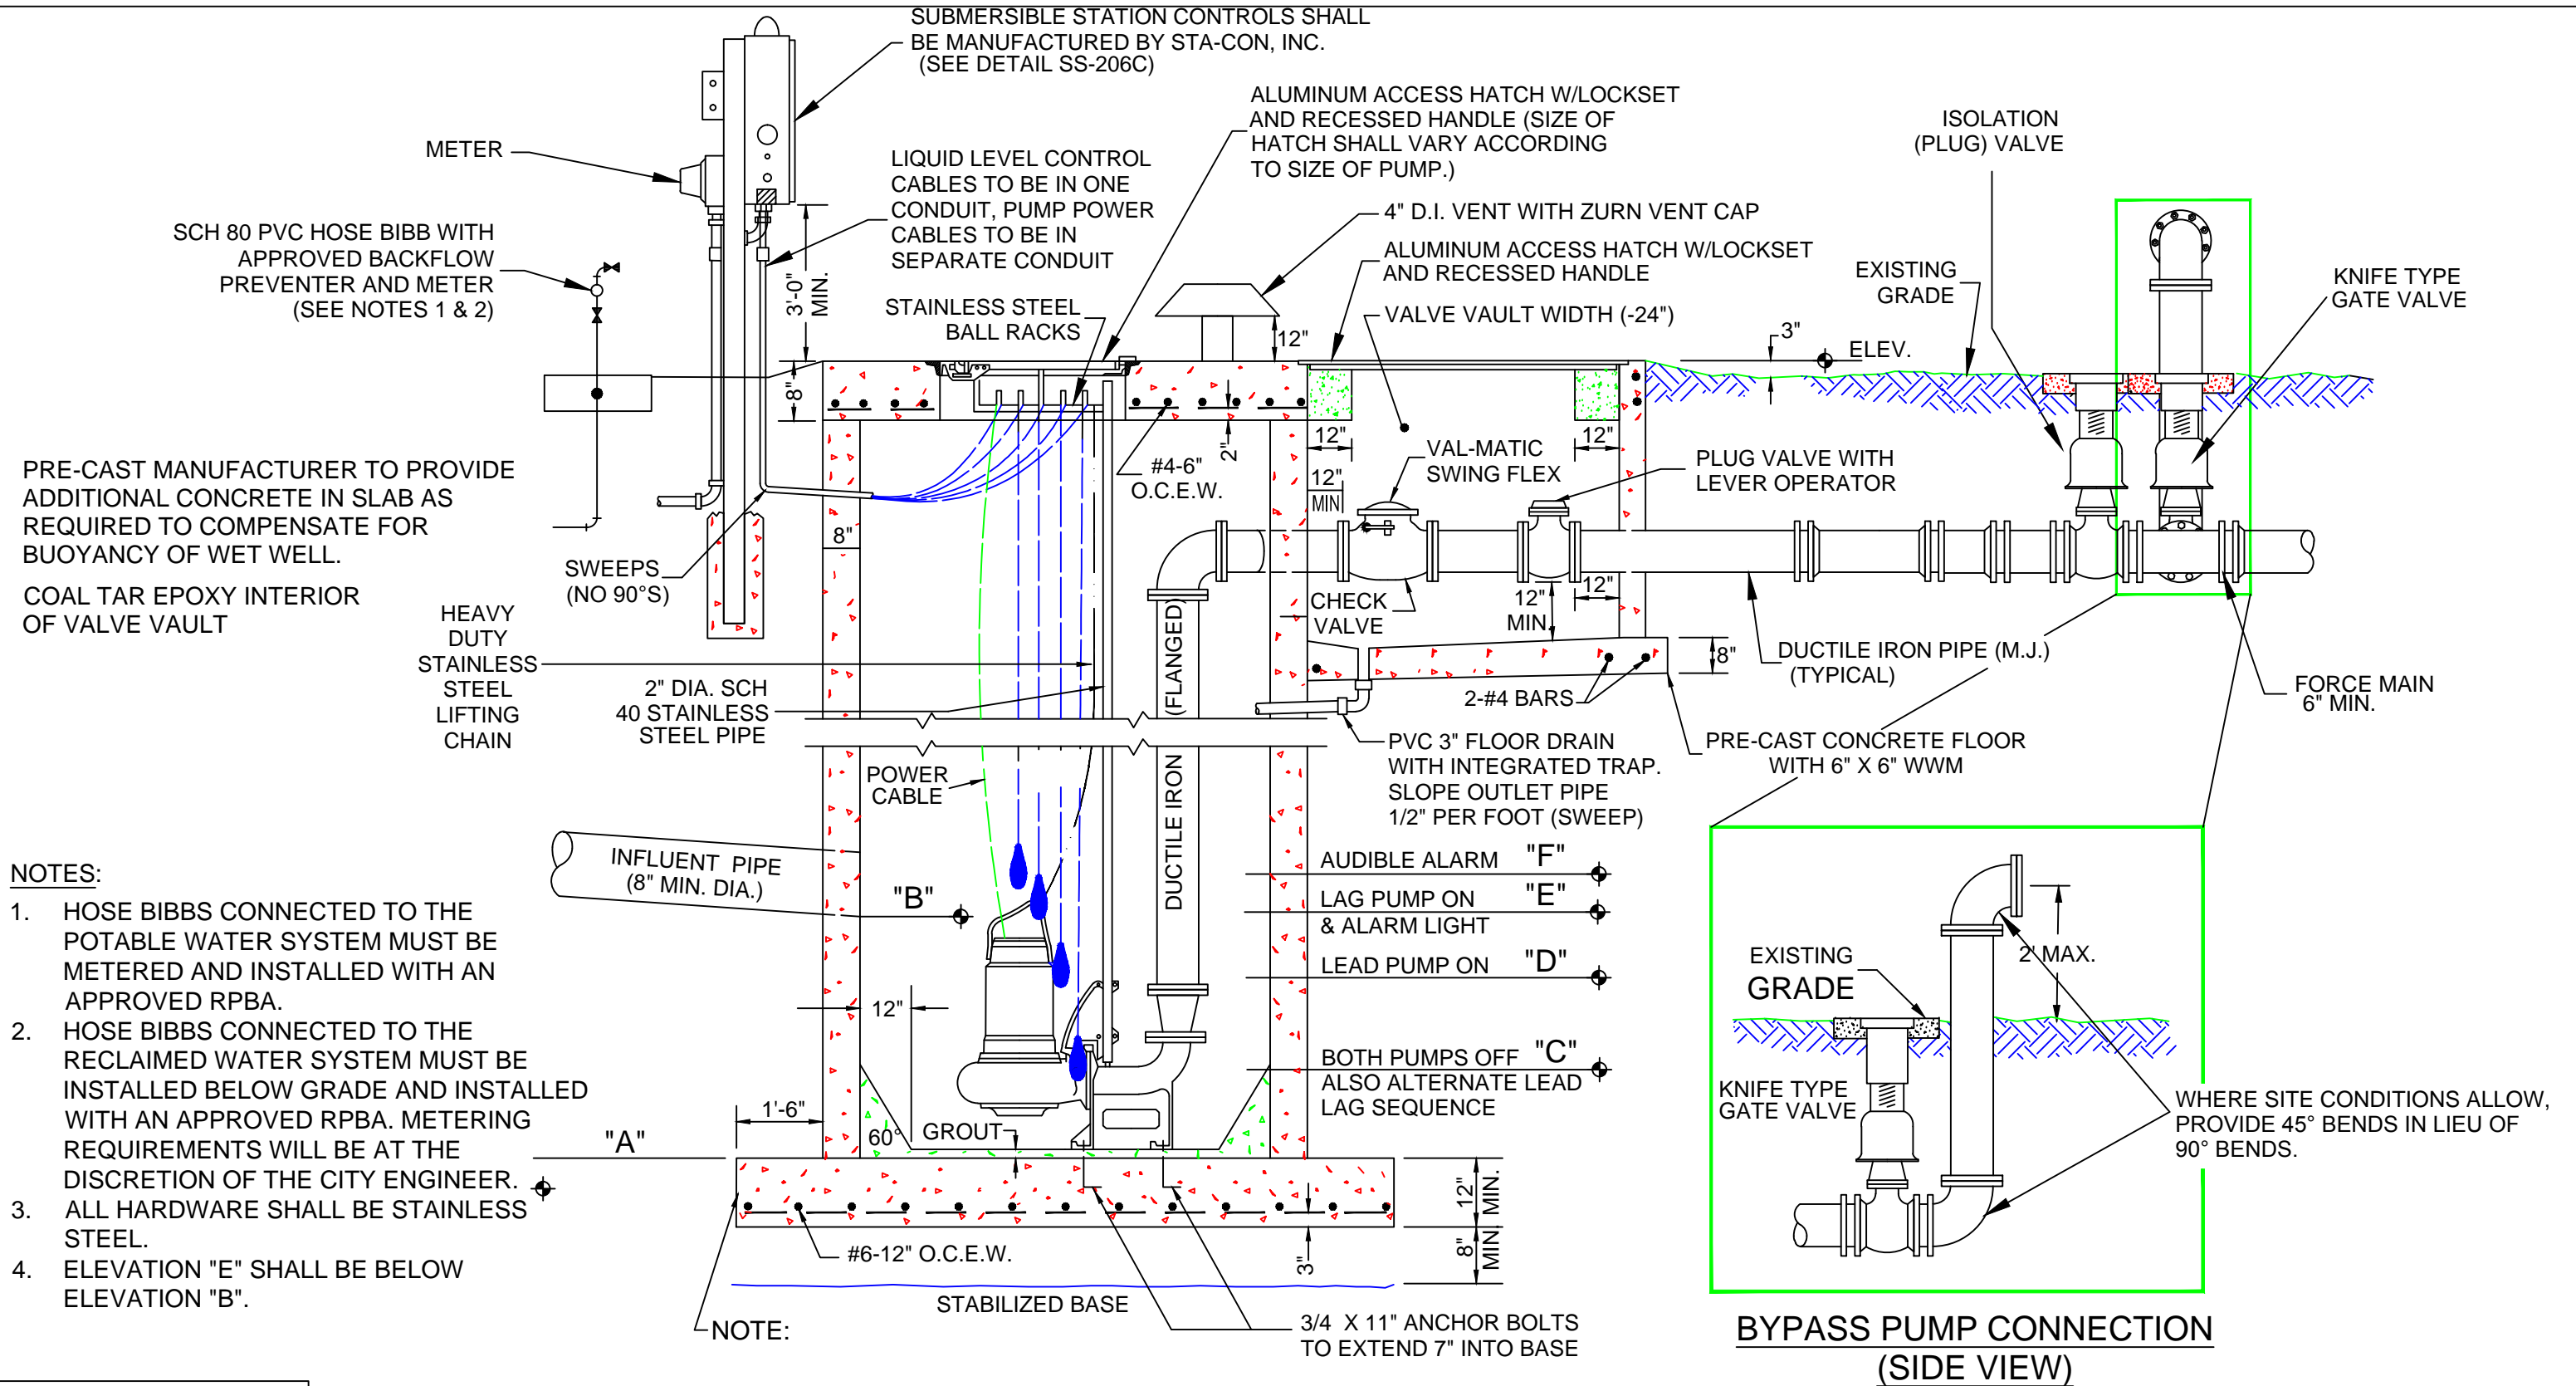 SUBMERSIBLE STATION CONTROLS SHALL
BE MANUFACTURED BY STA-CON, INC.
(SEE DETAIL SS-206C)
METER
SCH 80 PVC HOSE BIBB WITH
APPROVED BACKFLOW
PREVENTER AND METER
(SEE NOTES 1 & 2)
LIQUID LEVEL CONTROL
CABLES TO BE IN ONE
CONDUIT, PUMP POWER
CABLES TO BE IN
SEPARATE CONDUIT
3'-0"
MIN.
STAINLESS STEEL
BALL RACKS
ALUMINUM ACCESS HATCH W/LOCKSET
AND RECESSED HANDLE (SIZE OF
HATCH SHALL VARY ACCORDING
TO SIZE OF PUMP.)
4" D.I. VENT WITH ZURN VENT CAP
ALUMINUM ACCESS HATCH W/LOCKSET
AND RECESSED HANDLE
VALVE VAULT WIDTH (-24")
12"
ISOLATION
(PLUG) VALVE
EXISTING
GRADE
KNIFE TYPE
GATE VALVE
3"
ELEV.
8"
2"
#4-6"
O.C.E.W.
12"
12"
12"
MIN
VAL-MATIC
SWING FLEX
PLUG VALVE WITH
LEVER OPERATOR
PRE-CAST MANUFACTURER TO PROVIDE
ADDITIONAL CONCRETE IN SLAB AS
REQUIRED TO COMPENSATE FOR
BUOYANCY OF WET WELL.
COAL TAR EPOXY INTERIOR
OF VALVE VAULT
8"
SWEEPS
(NO 90°S)
HEAVY
DUTY
STAINLESS
STEEL
LIFTING
CHAIN
2" DIA. SCH
40 STAINLESS
STEEL PIPE
CHECK
VALVE
12"
MIN.
12"
8"
2-#4 BARS
DUCTILE IRON PIPE (M.J.)
(TYPICAL)
FORCE MAIN
6" MIN.
PVC 3" FLOOR DRAIN
WITH INTEGRATED TRAP.
SLOPE OUTLET PIPE
1/2" PER FOOT (SWEEP)
PRE-CAST CONCRETE FLOOR
WITH 6" X 6" WWM
POWER
CABLE
DUCTILE IRON (FLANGED)
INFLUENT PIPE
(8" MIN. DIA.)
"B"
AUDIBLE ALARM "F"
LAG PUMP ON "E"
& ALARM LIGHT
LEAD PUMP ON "D"
BOTH PUMPS OFF "C"
ALSO ALTERNATE LEAD
LAG SEQUENCE
NOTES:
1. HOSE BIBBS CONNECTED TO THE
POTABLE WATER SYSTEM MUST BE
METERED AND INSTALLED WITH AN
APPROVED RPBA.
2. HOSE BIBBS CONNECTED TO THE
RECLAIMED WATER SYSTEM MUST BE
INSTALLED BELOW GRADE AND INSTALLED
WITH AN APPROVED RPBA. METERING
REQUIREMENTS WILL BE AT THE
DISCRETION OF THE CITY ENGINEER.
3. ALL HARDWARE SHALL BE STAINLESS
STEEL.
4. ELEVATION "E" SHALL BE BELOW
ELEVATION "B".
12"
1'-6"
"A"
60°
GROUT
12"
MIN.
8"
MIN.
3"
#6-12" O.C.E.W.
STABILIZED BASE
NOTE:
3/4 X 11" ANCHOR BOLTS
TO EXTEND 7" INTO BASE
EXISTING
GRADE
2' MAX.
KNIFE TYPE
GATE VALVE
WHERE SITE CONDITIONS ALLOW,
PROVIDE 45° BENDS IN LIEU OF
90° BENDS.
BYPASS PUMP CONNECTION
(SIDE VIEW)